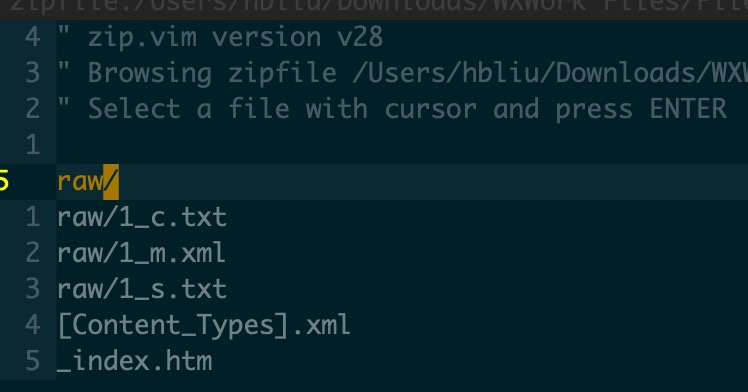 zipfile:/Users/hbliu/Downloads/WXWork Files/File
4 " zip.vim version v28
3 " Browsing zipfile /Users/hbliu/Downloads/WXW
2 " Select a file with cursor and press ENTER
1
5 raw/
1 raw/1_c.txt
2 raw/1_m.xml
3 raw/1_s.txt
4 [Content_Types].xml
5 _index.htm